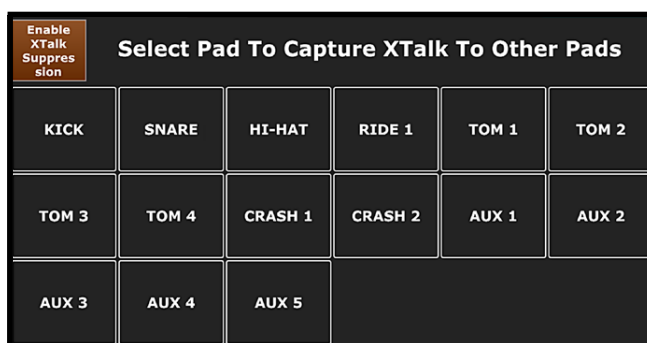 Enable
XTalk
Suppres
sion
Select Pad To Capture XTalk To Other Pads
KICK SNARE HI-HAT RIDE 1 TOM 1 TOM 2
TOM 3 TOM 4 CRASH 1 CRASH 2 AUX 1 AUX 2
AUX 3 AUX 4 AUX 5